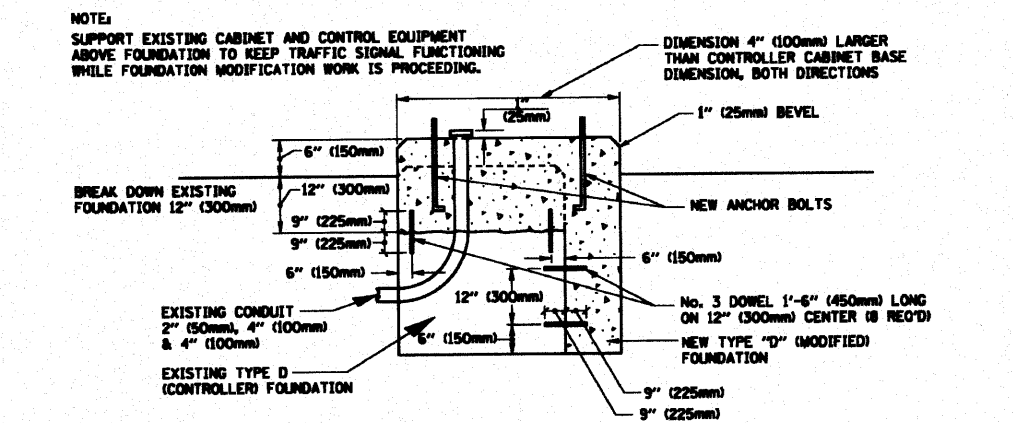 NOTE:
SUPPORT EXISTING CABINET AND CONTROL EQUIPMENT
ABOVE FOUNDATION TO KEEP TRAFFIC SIGNAL FUNCTIONING
WHILE FOUNDATION MODIFICATION WORK IS PROCEEDING.
DIMENSION 4" (100mm) LARGER
THAN CONTROLLER CABINET BASE
DIMENSION, BOTH DIRECTIONS
1"
(25mm)
1" (25mm) BEVEL
6" (150mm)
BREAK DOWN EXISTING
FOUNDATION 12" (300mm)
12" (300mm)
NEW ANCHOR BOLTS
9" (225mm)
9" (225mm)
6" (150mm)
6" (150mm)
12" (300mm)
No. 3 DOWEL 1'-6" (450mm) LONG
ON 12" (300mm) CENTER (8 REQ'D)
EXISTING CONDUIT
2" (50mm), 4" (100mm)
& 4" (100mm)
6" (150mm)
NEW TYPE "D" (MODIFIED)
FOUNDATION
EXISTING TYPE D
(CONTROLLER) FOUNDATION
9" (225mm)
9" (225mm)